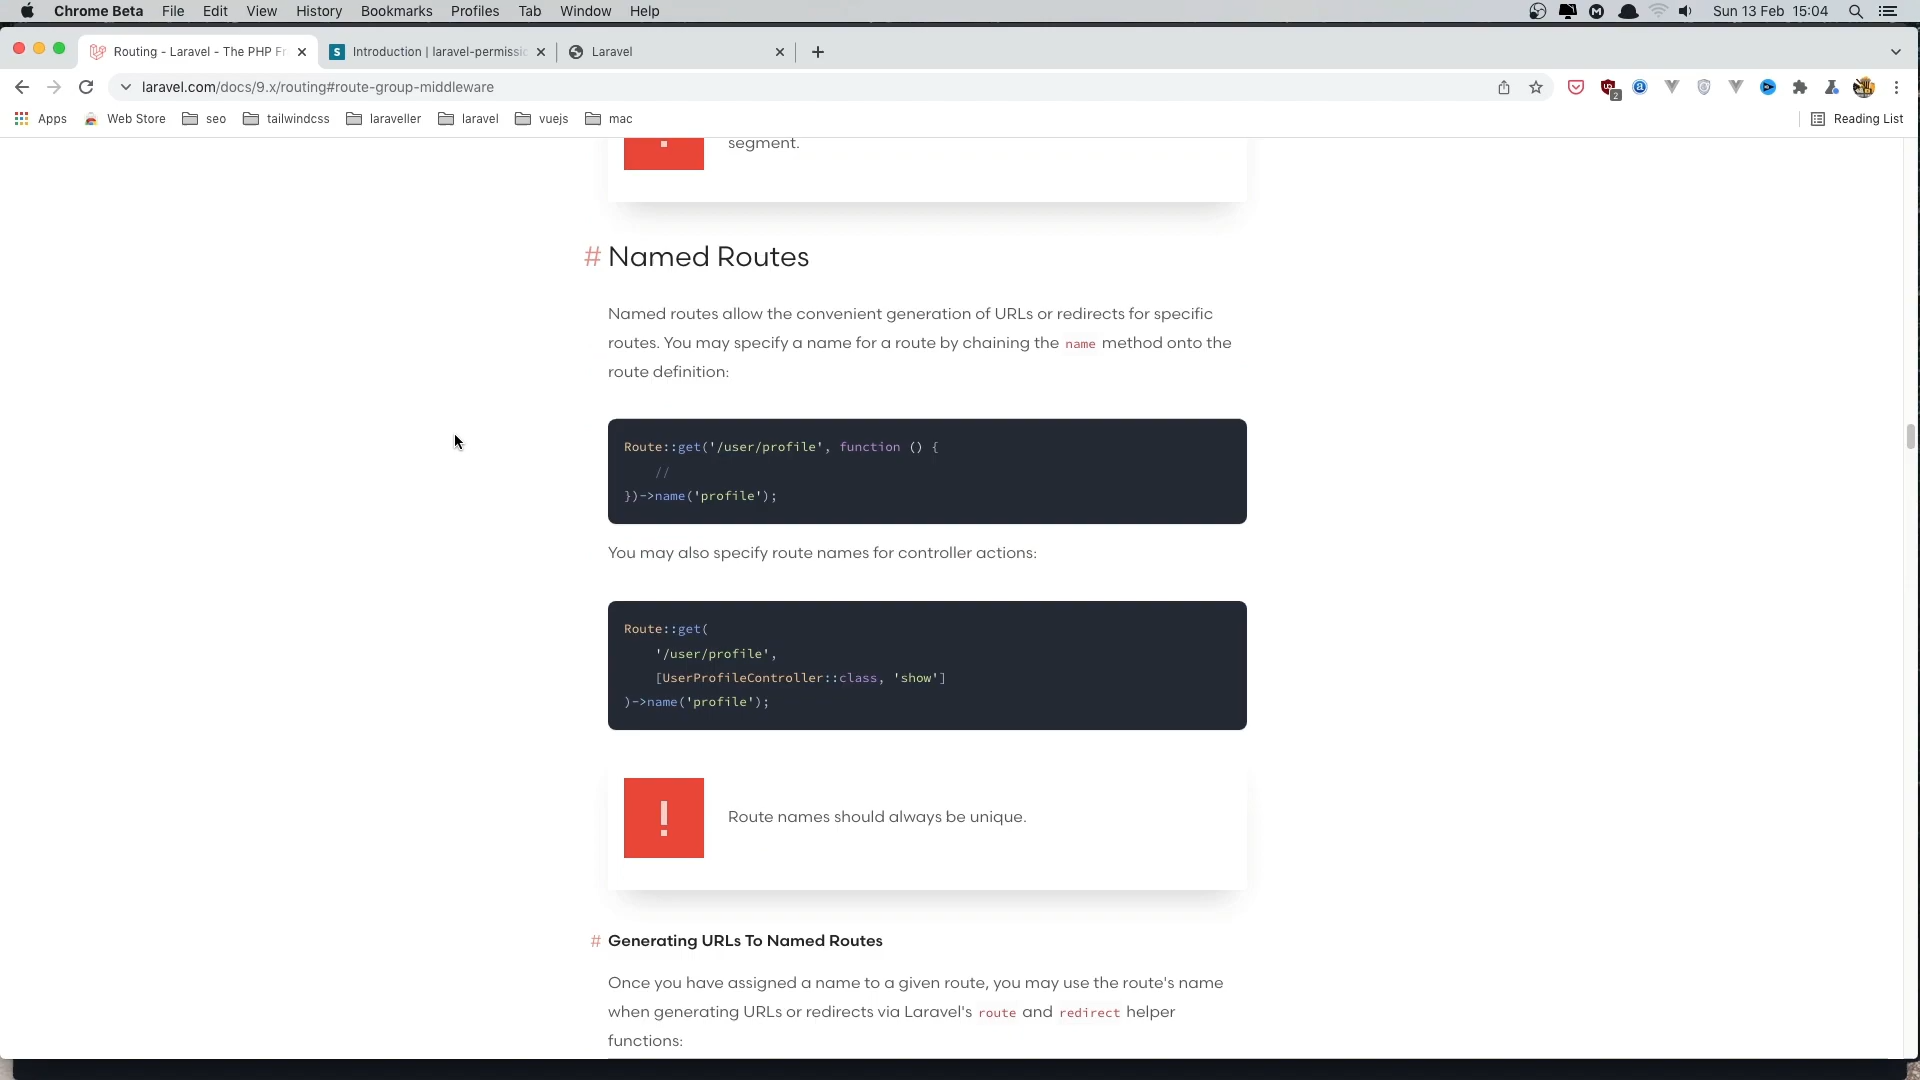 Chrome Beta File Edit View History Bookmarks Profiles Tab Window Help Sun 13 Feb 15:04
Routing - Laravel - The PHP Fr Introduction | laravel-permissi Laravel
laravel.com/docs/9.x/routing#route-group-middleware 2
Apps Web Store seo tailwindcss laraveller laravel vuejs mac Reading List
segment.
# Named Routes
Named routes allow the convenient generation of URLs or redirects for specific
routes. You may specify a name for a route by chaining the name method onto the
route definition:
Route::get('/user/profile', function () {
//
})->name('profile');
You may also specify route names for controller actions:
Route::get(
'/user/profile',
[UserProfileController::class, 'show']
)->name('profile');
! Route names should always be unique.
# Generating URLs To Named Routes
Once you have assigned a name to a given route, you may use the route's name
when generating URLs or redirects via Laravel's route and redirect helper
functions: